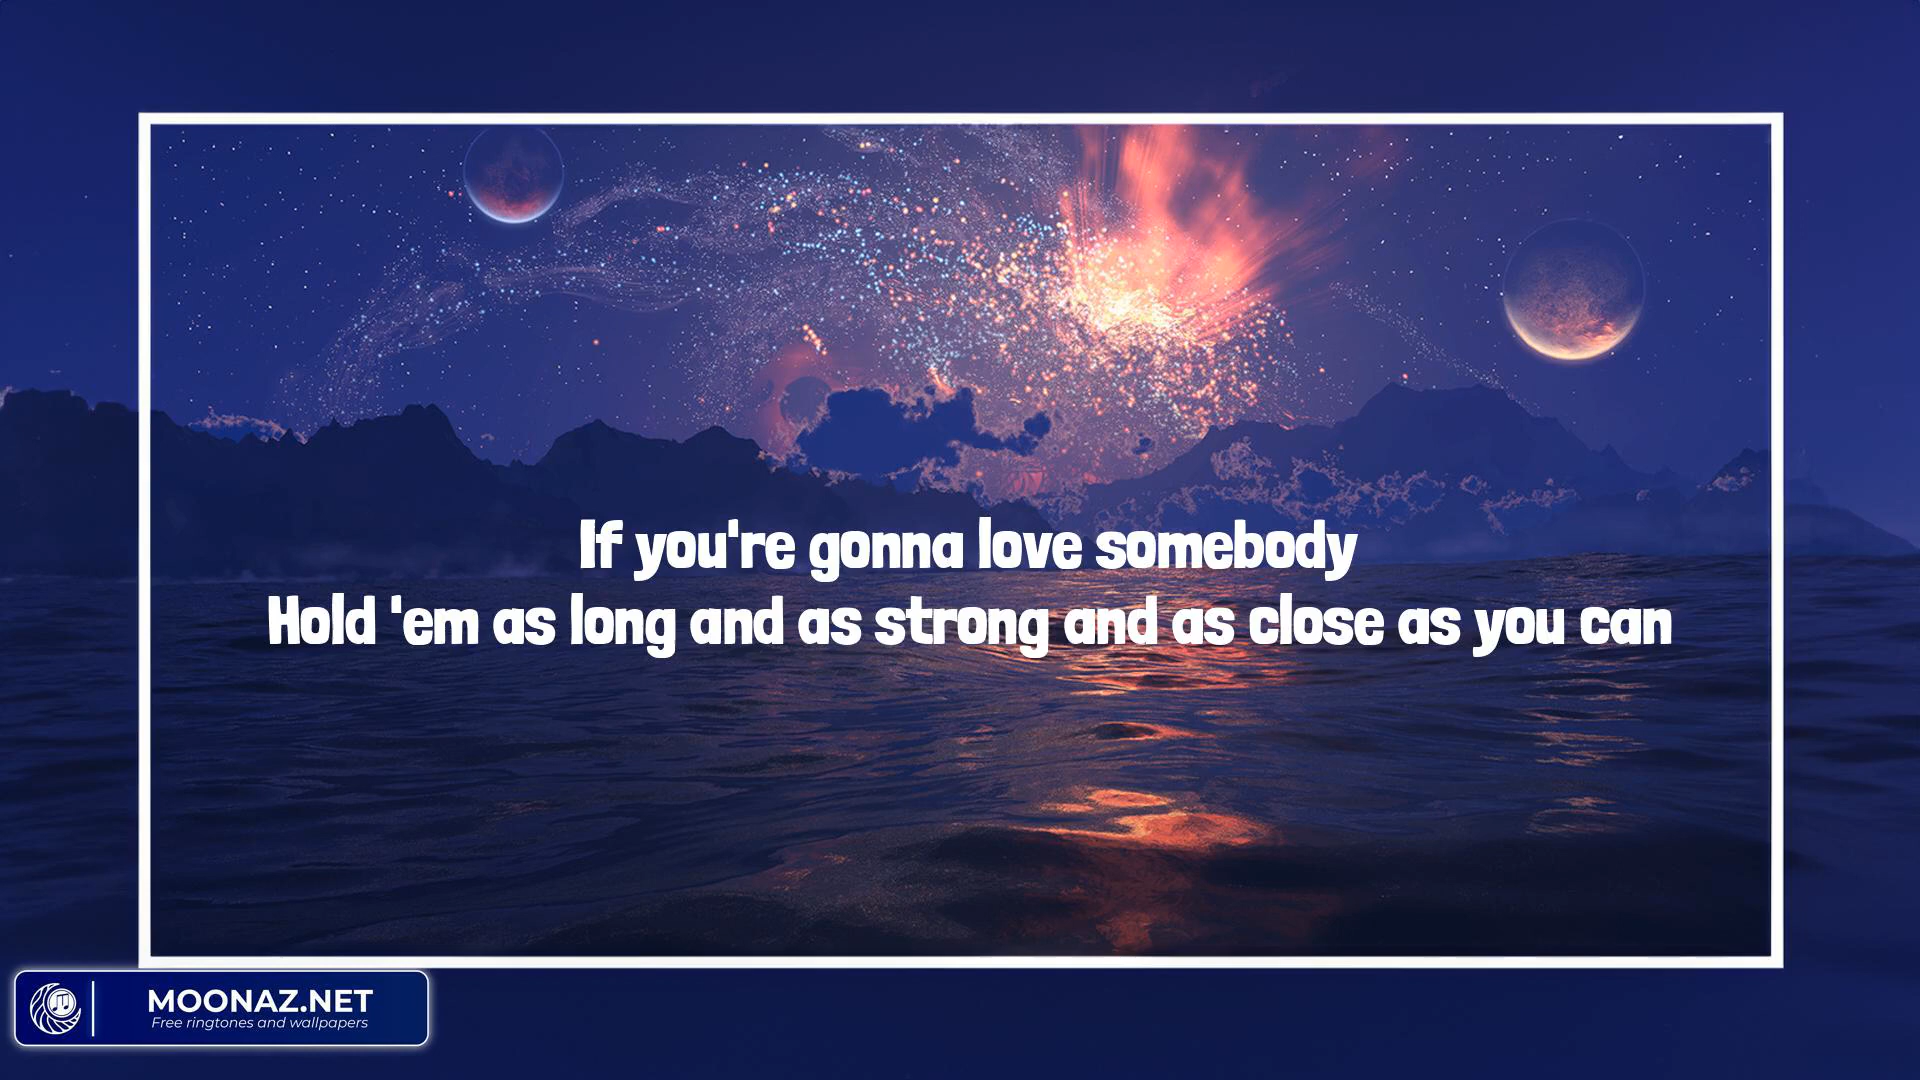 If you're gonna love somebody
Hold 'em as long and as strong and as close as you can
MOONAZ.NET
Free ringtones and wallpapers